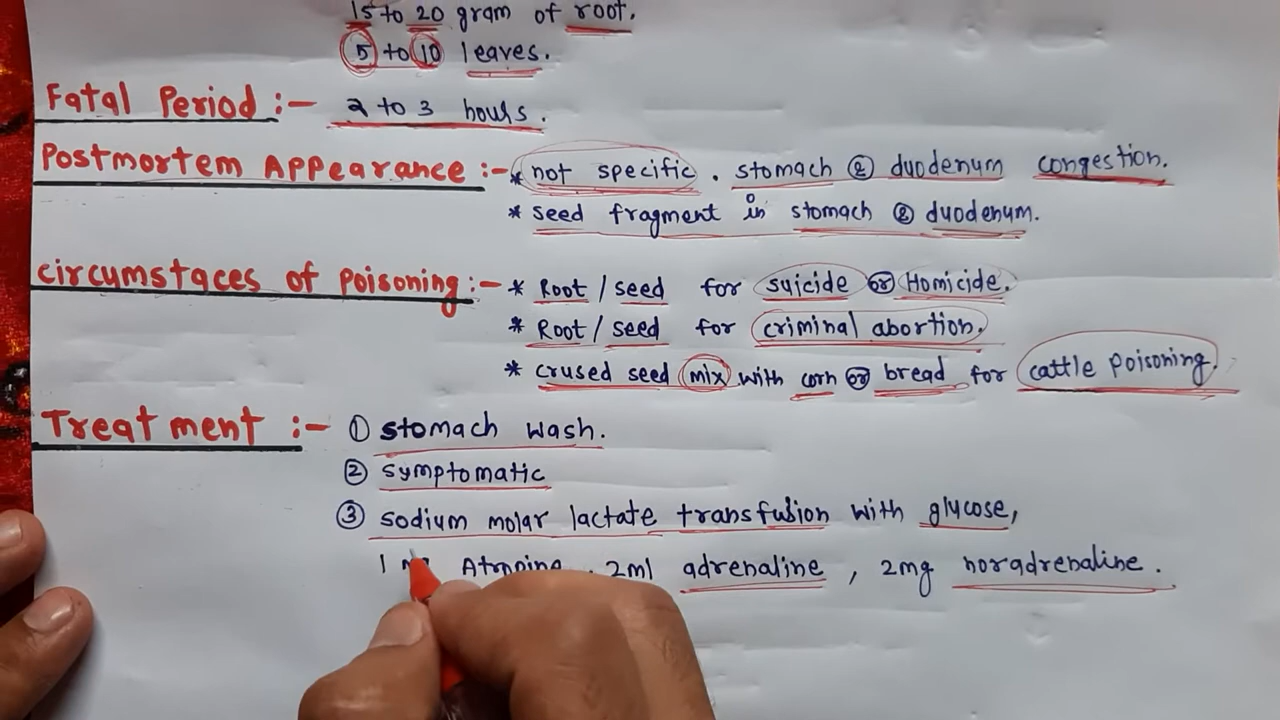 15 to 20 gram of root.
5 to 10 leaves.
Fatal Period :- 2 to 3 hours.
Postmortem Appearance :- * not specific. stomach & duodenum congestion.
* seed fragment in stomach & duodenum.
circumstaces of poisoning :- * Root / seed for suicide or Homicide.
* Root / seed for criminal abortion.
* crused seed mix with corn or bread for cattle poisoning.
Treatment :- ① stomach wash.
② symptomatic
③ sodium molar lactate transfusion with glucose,
1 Atropine, 2ml adrenaline, 2mg noradrenaline.